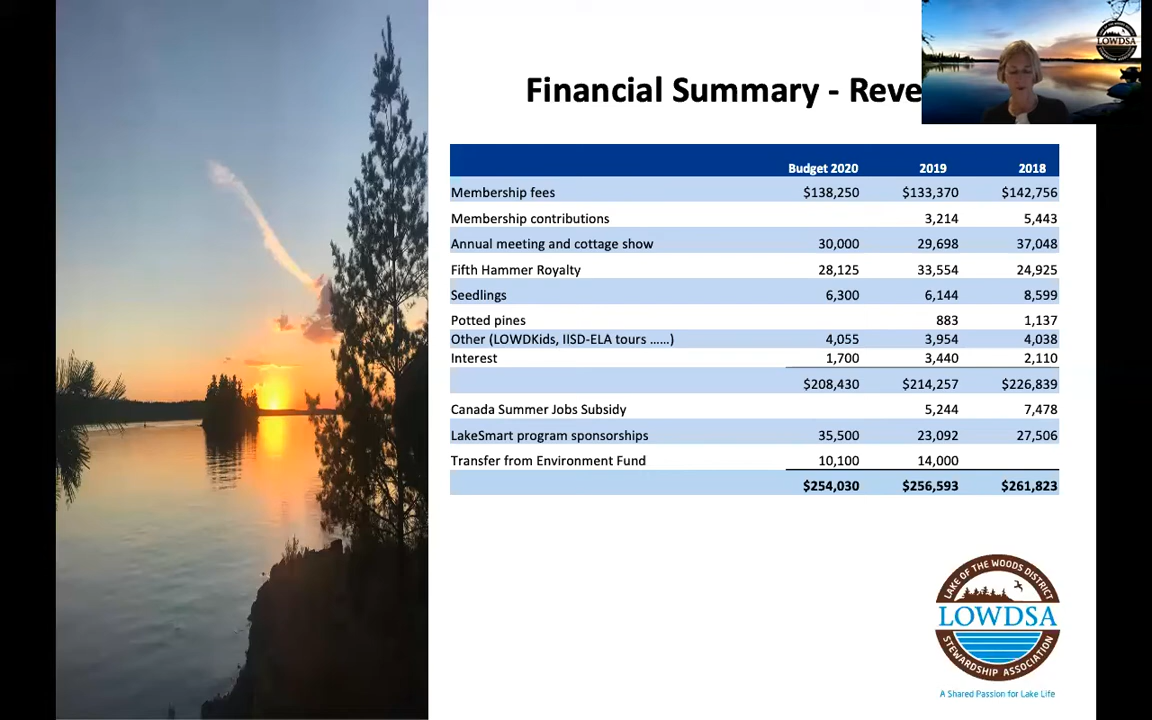 Financial Summary - Reve
LOWDSA
Budget 2020 2019 2018
Membership fees $138,250 $133,370 $142,756
Membership contributions 3,214 5,443
Annual meeting and cottage show 30,000 29,698 37,048
Fifth Hammer Royalty 28,125 33,554 24,925
Seedlings 6,300 6,144 8,599
Potted pines 883 1,137
Other (LOWDKids, IISD-ELA tours ......) 4,055 3,954 4,038
Interest 1,700 3,440 2,110
$208,430 $214,257 $226,839
Canada Summer Jobs Subsidy 5,244 7,478
LakeSmart program sponsorships 35,500 23,092 27,506
Transfer from Environment Fund 10,100 14,000
$254,030 $256,593 $261,823
LAKE OF THE WOODS DISTRICT
LOWDSA
STEWARDSHIP ASSOCIATION
A Shared Passion for Lake Life